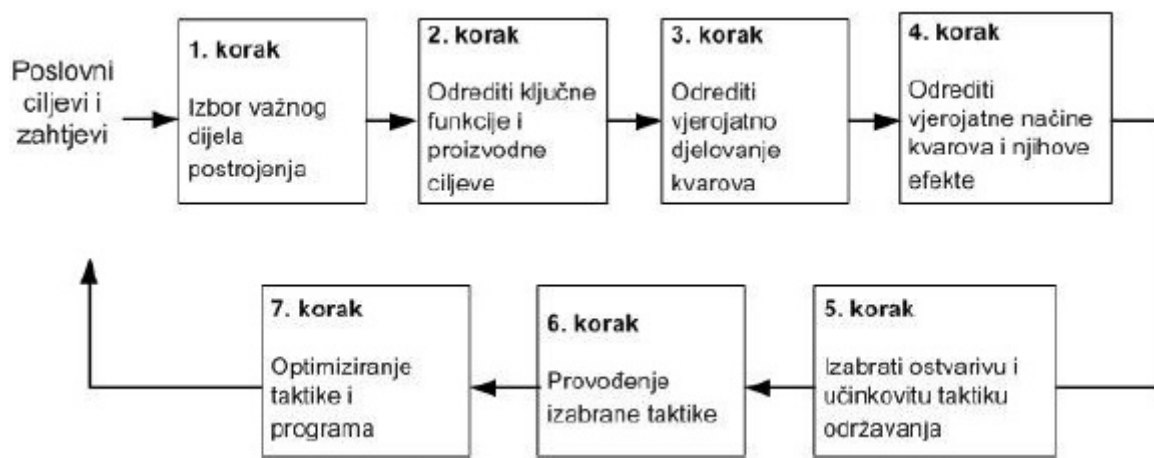 Poslovni
ciljevi i
zahtjevi
1. korak
Izbor važnog
dijela
postrojenja
2. korak
Odrediti ključne
funkcije i
proizvodne
ciljeve
3. korak
Odrediti
vjerojatno
djelovanje
kvarova
4. korak
Odrediti
vjerojatne načine
kvarova i njihove
efekte
5. korak
Izabrati ostvarivu i
učinkovitu taktiku
održavanja
6. korak
Provođenje
izabrane taktike
7. korak
Optimiziranje
taktike i
programa